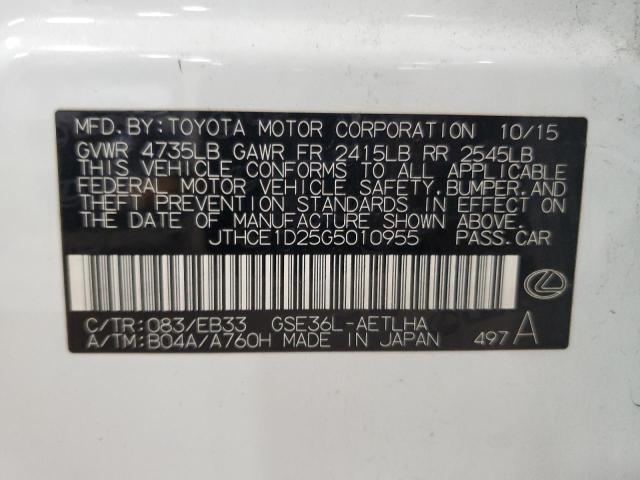 MFD.BY:TOYOTA MOTOR CORPORATION 10/15
GVWR 4735LB GAWR FR 2415LB RR 2545LB
THIS VEHICLE CONFORMS TO ALL APPLICABLE
FEDERAL MOTOR VEHICLE SAFETY,BUMPER,AND
THEFT PREVENTION STANDARDS IN EFFECT ON
THE DATE OF MANUFACTURE SHOWN ABOVE.
JTHCE1D25G5010955 PASS.CAR
C/TR:083/EB33 GSE36L-AETLHA
A/TM:B04A/A760H MADE IN JAPAN 497 A